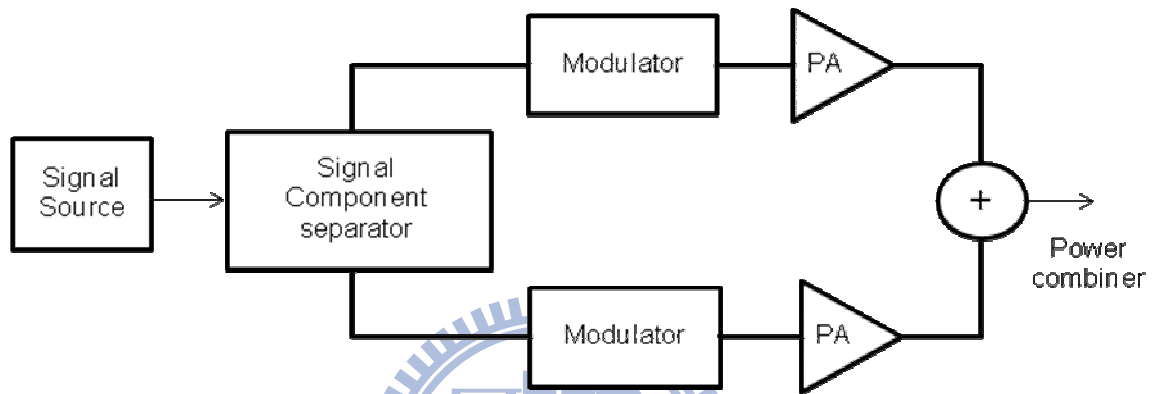 Modulator
PA
Signal
Source
Signal
Component
separator
+
Power
combiner
Modulator
PA